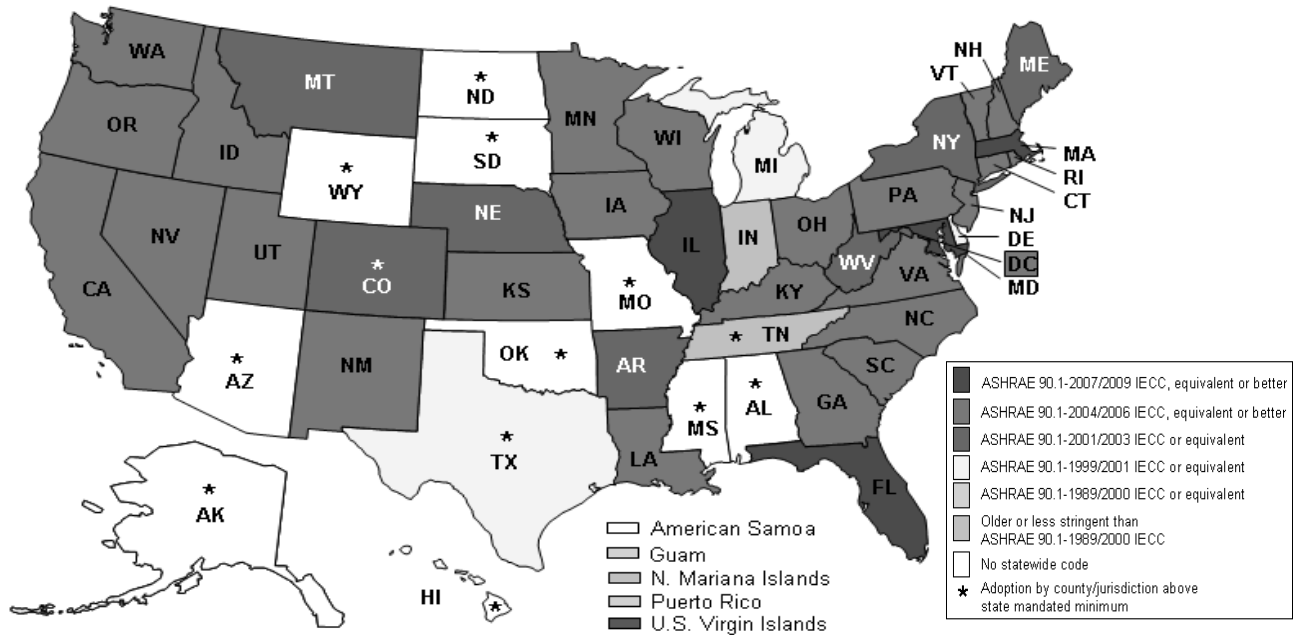 NH
VT
ME
WA
MT
*
ND
MN
OR
ID
*
SD
WI
NY
MA
RI
CT
*
WY
MI
IA
PA
NE
OH
NJ
DE
DC
MD
NV
UT
*
CO
IL
IN
WV
VA
CA
KS
*
MO
KY
NC
* TN
*
AZ
NM
OK *
AR
SC
*
MS
*
AL
GA
*
TX
LA
FL
*
AK
HI
*
American Samoa
Guam
N. Mariana Islands
Puerto Rico
U.S. Virgin Islands
ASHRAE 90.1-2007/2009 IECC, equivalent or better
ASHRAE 90.1-2004/2006 IECC, equivalent or better
ASHRAE 90.1-2001/2003 IECC or equivalent
ASHRAE 90.1-1999/2001 IECC or equivalent
ASHRAE 90.1-1989/2000 IECC or equivalent
Older or less stringent than
ASHRAE 90.1-1989/2000 IECC
No statewide code
* Adoption by county/jurisdiction above
state mandated minimum